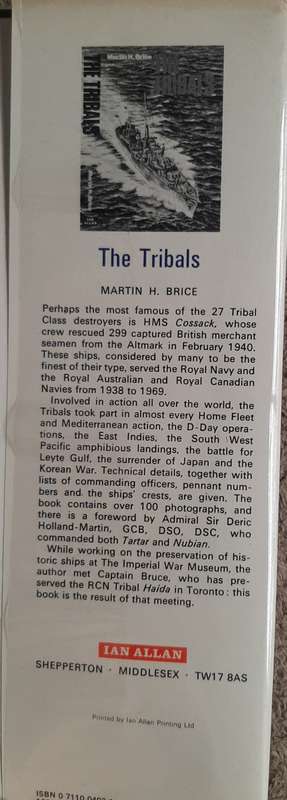 Martin H. Brice
THE TRIBALS
THE TRIBALS
IAN ALLAN
The Tribals
MARTIN H. BRICE
Perhaps the most famous of the 27 Tribal
Class destroyers is HMS Cossack, whose
crew rescued 299 captured British merchant
seamen from the Altmark in February 1940.
These ships, considered by many to be the
finest of their type, served the Royal Navy and
the Royal Australian and Royal Canadian
Navies from 1938 to 1969.
Involved in action all over the world, the
Tribals took part in almost every Home Fleet
and Mediterranean action, the D-Day opera-
tions, the East Indies, the South West
Pacific amphibious landings, the battle for
Leyte Gulf, the surrender of Japan and the
Korean War. Technical details, together with
lists of commanding officers, pennant num-
bers and the ships' crests, are given. The
book contains over 100 photographs, and
there is a foreword by Admiral Sir Deric
Holland-Martin, GCB, DSO, DSC, who
commanded both Tartar and Nubian.
While working on the preservation of his-
toric ships at The Imperial War Museum, the
author met Captain Bruce, who has pre-
served the RCN Tribal Haida in Toronto: this
book is the result of that meeting.
IAN ALLAN
SHEPPERTON · MIDDLESEX · TW17 8AS
Printed by Ian Allan Printing Ltd
ISBN 0 7110